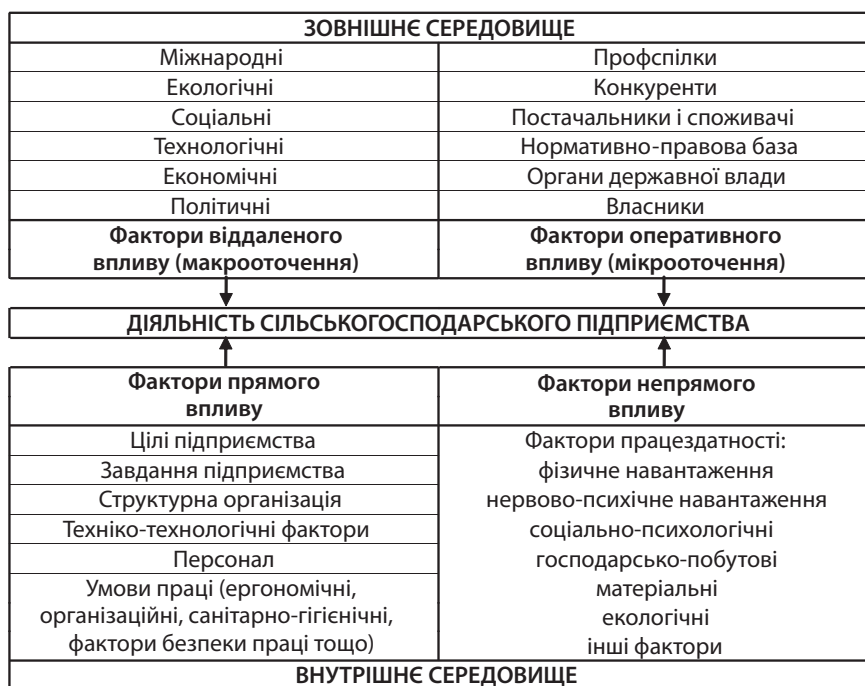 ЗОВНІШНЄ СЕРЕДОВИЩЕ
Міжнародні
Профспілки
Екологічні
Конкуренти
Соціальні
Постачальники і споживачі
Технологічні
Нормативно-правова база
Економічні
Органи державної влади
Політичні
Власники
Фактори віддаленого
впливу (макрооточення)
Фактори оперативного
впливу (мікрооточення)
ДІЯЛЬНІСТЬ СІЛЬСЬКОГОСПОДАРСЬКОГО ПІДПРИЄМСТВА
Фактори прямого
впливу
Фактори непрямого
впливу
Цілі підприємства
Завдання підприємства
Структурна організація
Техніко-технологічні фактори
Персонал
Умови праці (ергономічні,
організаційні, санітарно-гігієнічні,
фактори безпеки праці тощо)
Фактори працездатності:
фізичне навантаження
нервово-психічне навантаження
соціально-психологічні
господарсько-побутові
матеріальні
екологічні
інші фактори
ВНУТРІШНЄ СЕРЕДОВИЩЕ